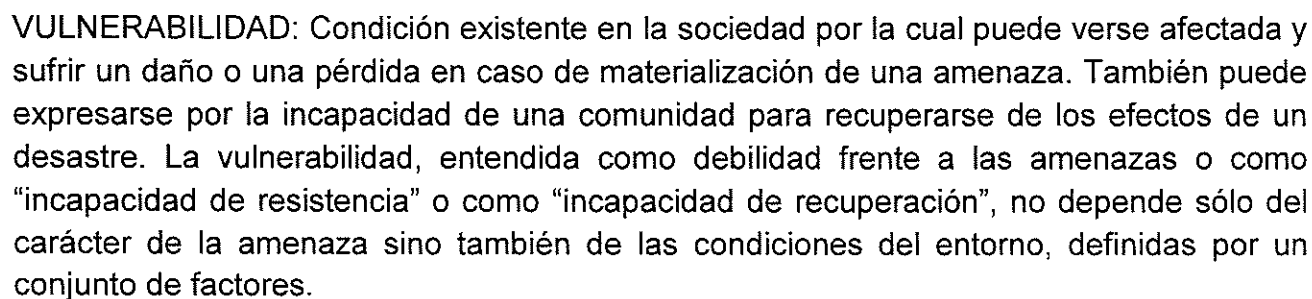 VULNERABILIDAD: Condición existente en la sociedad por la cual puede verse afectada y
sufrir un daño o una pérdida en caso de materialización de una amenaza. También puede
expresarse por la incapacidad de una comunidad para recuperarse de los efectos de un
desastre. La vulnerabilidad, entendida como debilidad frente a las amenazas o como
“incapacidad de resistencia” o como “incapacidad de recuperación”, no depende sólo del
carácter de la amenaza sino también de las condiciones del entorno, definidas por un
conjunto de factores.